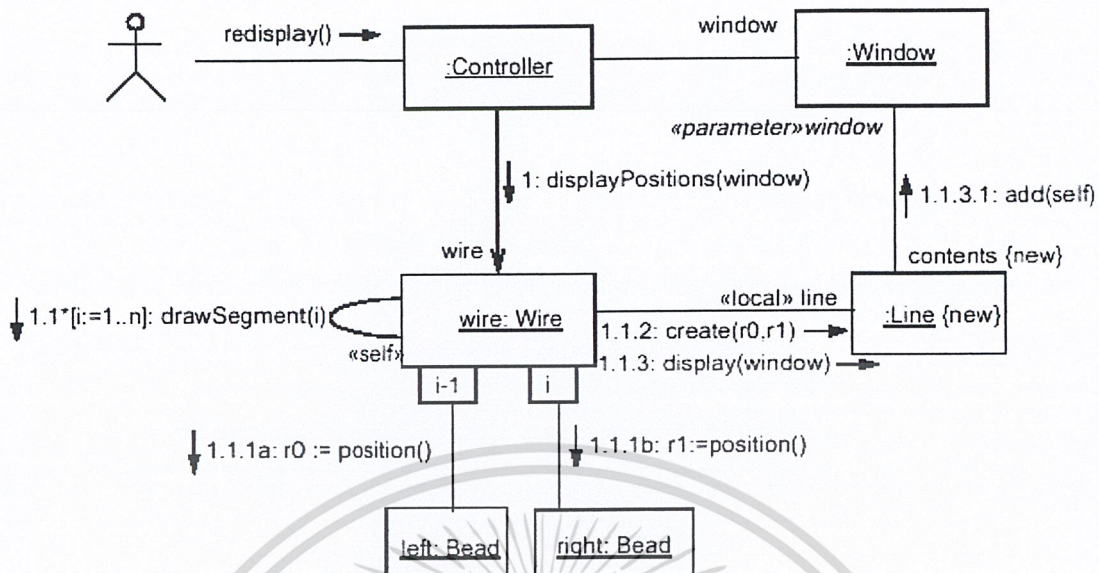 redisplay()
:Controller
window
:Window
«parameter»window
1: displayPositions(window)
1.1.3.1: add(self)
wire
contents {new}
1.1*[i:=1..n]: drawSegment(i)
wire: Wire
«local» line
:Line {new}
1.1.2: create(r0,r1)
«self»
1.1.3: display(window)
i-1
i
1.1.1a: r0 := position()
1.1.1b: r1:=position()
left: Bead
right: Bead